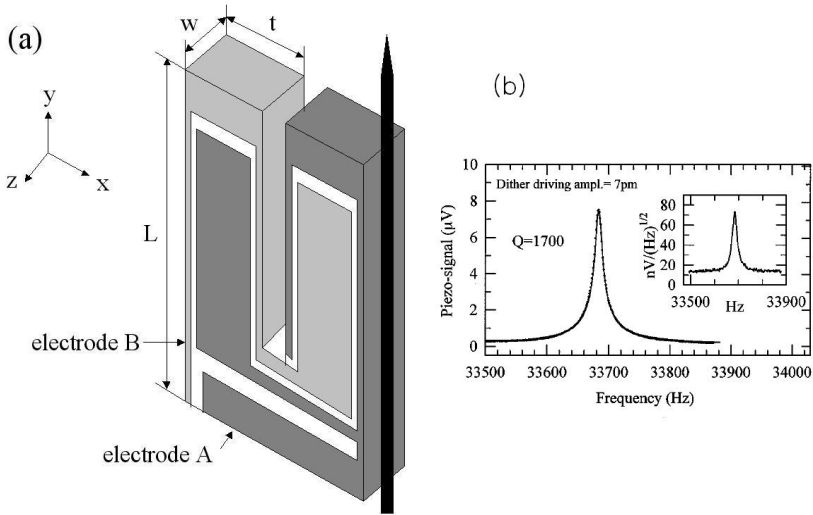 (a)
w
t
y
z
x
L
electrode B
electrode A
(b)
Dither driving ampl.= 7pm
Q=1700
Piezo-signal (μV)
10
8
6
4
2
0
33500 33600 33700 33800 33900 34000
Frequency (Hz)
nV/(Hz)^1/2
80
60
40
20
0
33500 Hz 33900